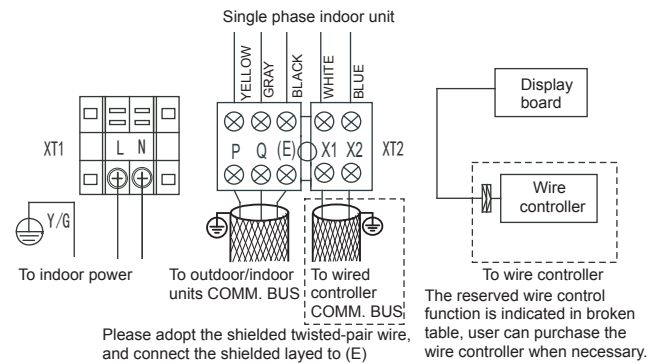 Single phase indoor unit
YELLOW
GRAY
BLACK
WHITE
BLUE
XT1
L N
P Q (E) X1 X2
XT2
Y/G
To indoor power
To outdoor/indoor
units COMM. BUS
To wired
controller
COMM. BUS
Please adopt the shielded twisted-pair wire,
and connect the shielded layed to (E)
Display
board
Wire
controller
To wire controller
The reserved wire control
function is indicated in broken
table, user can purchase the
wire controller when necessary.